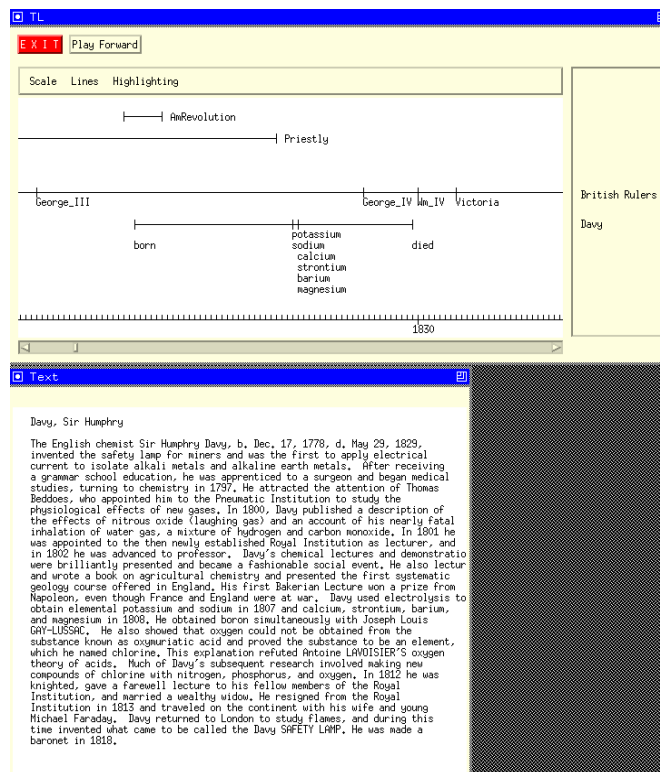 TL
EXIT Play Forward
Scale Lines Highlighting
AmRevolution
Priestly
George_III George_IV Wm_IV Victoria
British Rulers
Davy
born potassium died
sodium
calcium
strontium
barium
magnesium
1830
Text
Davy, Sir Humphry
The English chemist Sir Humphry Davy, b. Dec. 17, 1778, d. May 29, 1829,
invented the safety lamp for miners and was the first to apply electrical
current to isolate alkali metals and alkaline earth metals. After receiving
a grammar school education, he was apprenticed to a surgeon and began medical
studies, turning to chemistry in 1797. He attracted the attention of Thomas
Beddoes, who appointed him to the Pneumatic Institution to study the
physiological effects of new gases. In 1800, Davy published a description of
the effects of nitrous oxide (laughing gas) and an account of his nearly fatal
inhalation of water gas, a mixture of hydrogen and carbon monoxide. In 1801 he
was appointed to the then newly established Royal Institution as lecturer, and
in 1802 he was advanced to professor. Davy's chemical lectures and demonstratio
were brilliantly presented and became a fashionable social event. He also lectur
and wrote a book on agricultural chemistry and presented the first systematic
geology course offered in England. His first Bakerian Lecture won a prize from
Napoleon, even though France and England were at war. Davy used electrolysis to
obtain elemental potassium and sodium in 1807 and calcium, strontium, barium,
and magnesium in 1808. He obtained boron simultaneously with Joseph Louis
GAY-LUSSAC. He also showed that oxygen could not be obtained from the
substance known as oxymuriatic acid and proved the substance to be an element,
which he named chlorine. This explanation refuted Antoine LAVOISIER'S oxygen
theory of acids. Much of Davy's subsequent research involved making new
compounds of chlorine with nitrogen, phosphorus, and oxygen. In 1812 he was
knighted, gave a farewell lecture to his fellow members of the Royal
Institution, and married a wealthy widow. He resigned from the Royal
Institution in 1813 and traveled on the continent with his wife and young
Michael Faraday. Davy returned to London to study flames, and during this
time invented what came to be called the Davy SAFETY LAMP. He was made a
baronet in 1818.